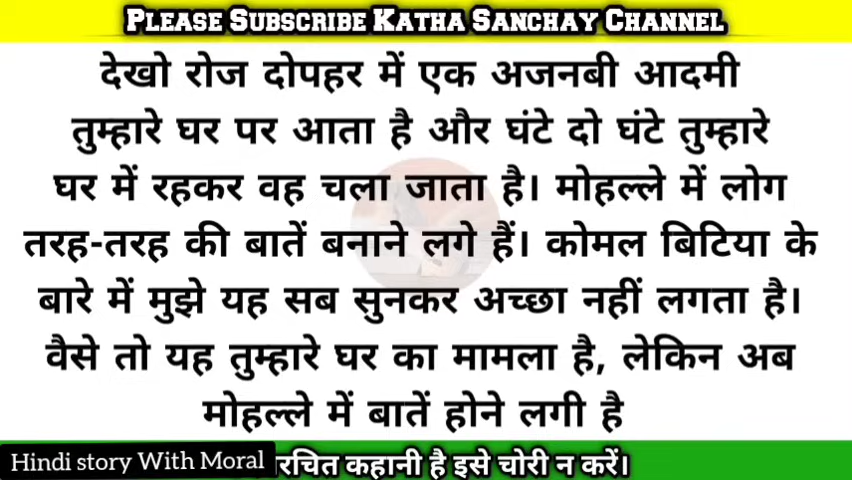 PLEASE SUBSCRIBE KATHA SANCHAY CHANNEL
देखो रोज दोपहर में एक अजनबी आदमी
तुम्हारे घर पर आता है और घंटे दो घंटे तुम्हारे
घर में रहकर वह चला जाता है। मोहल्ले में लोग
तरह-तरह की बातें बनाने लगे हैं। कोमल बिटिया के
बारे में मुझे यह सब सुनकर अच्छा नहीं लगता है।
वैसे तो यह तुम्हारे घर का मामला है, लेकिन अब
मोहल्ले में बातें होने लगी है
Hindi story With Moral
रचित कहानी है इसे चोरी न करें।